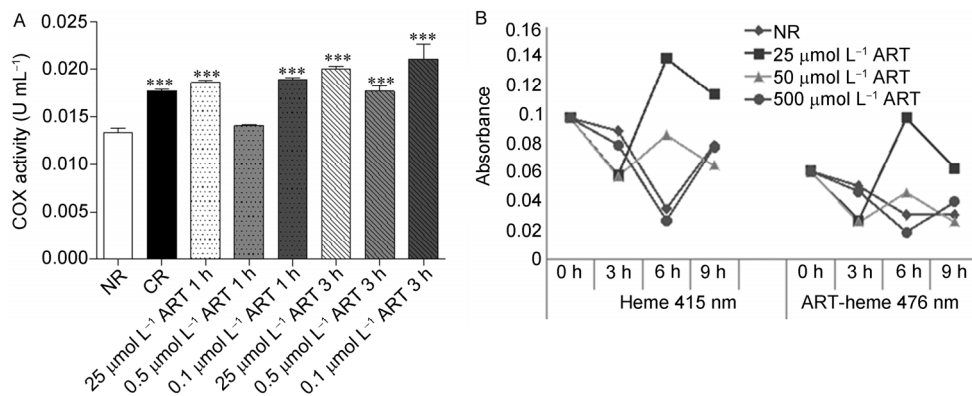 A
COX activity (U mL⁻¹)
0.025
0.020
0.015
0.010
0.005
0.000
***
***
***
***
***
***
NR
CR
25 μmol L⁻¹ ART 1 h
0.5 μmol L⁻¹ ART 1 h
0.1 μmol L⁻¹ ART 1 h
25 μmol L⁻¹ ART 3 h
0.5 μmol L⁻¹ ART 3 h
0.1 μmol L⁻¹ ART 3 h
B
Absorbance
0.16
0.14
0.12
0.1
0.08
0.06
0.04
0.02
0
NR
25 μmol L⁻¹ ART
50 μmol L⁻¹ ART
500 μmol L⁻¹ ART
0 h 3 h 6 h 9 h 0 h 3 h 6 h 9 h
Heme 415 nm ART-heme 476 nm